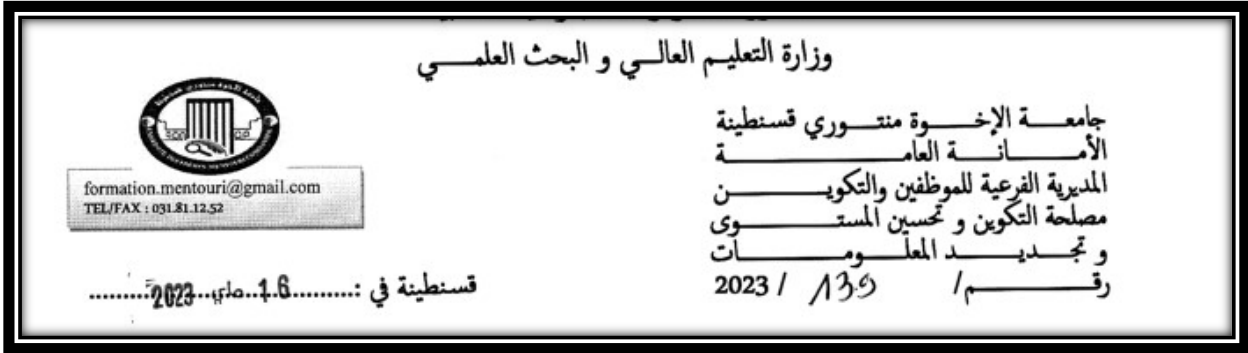 وزارة التعليم العالي و البحث العلمي
جامعة الإخوة منتوري قسنطينة
الأمانة العامة
المديرية الفرعية للموظفين والتكوين
مصلحة التكوين و تحسين المستوى
و تجديد المعلومات
رقم/ 139 / 2023
formation.mentouri@gmail.com
TEL/FAX : 031.81.12.52
قسنطينة في : 16 ماي 2023